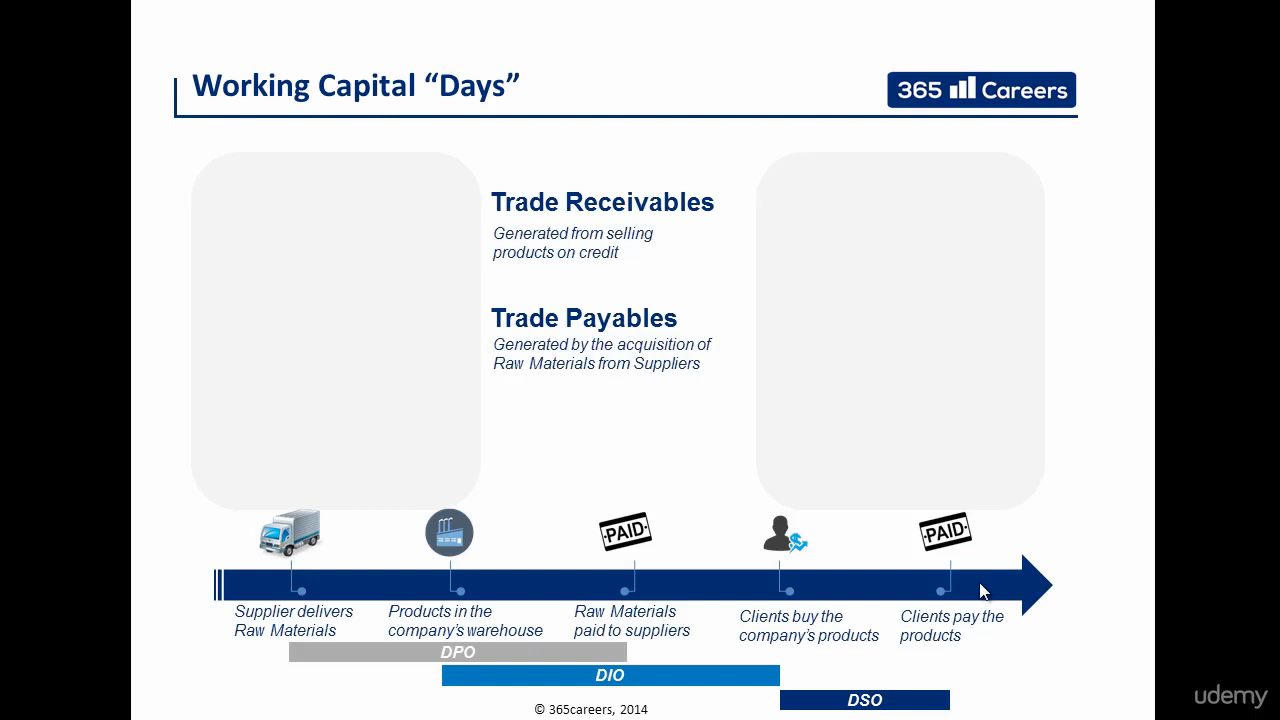 Working Capital “Days”
365 Careers
Trade Receivables
Generated from selling
products on credit
Trade Payables
Generated by the acquisition of
Raw Materials from Suppliers
PAID
PAID
Supplier delivers
Raw Materials
Products in the
company's warehouse
Raw Materials
paid to suppliers
Clients buy the
company's products
Clients pay the
products
DPO
DIO
DSO
© 365careers, 2014
udemy